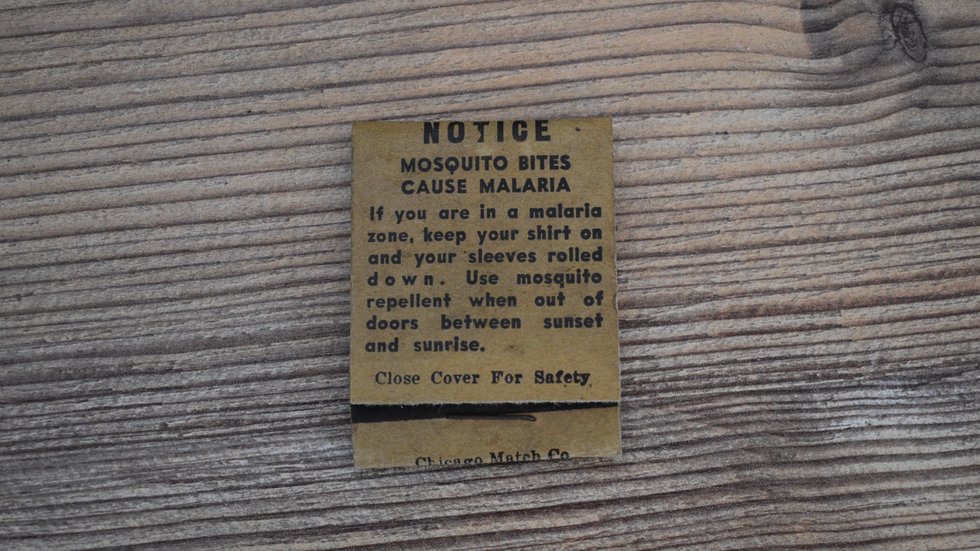 NOTICE
MOSQUITO BITES
CAUSE MALARIA
If you are in a malaria
zone, keep your shirt on
and your sleeves rolled
down. Use mosquito
repellent when out of
doors between sunset
and sunrise.
Close Cover For Safety
Chicago Match Co.